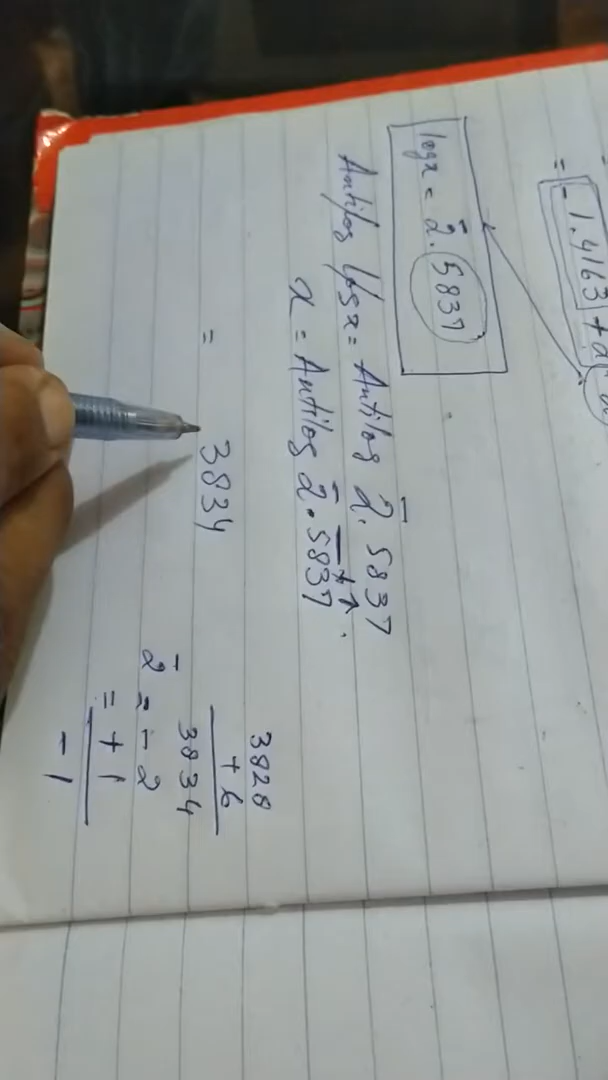 = -1.4163 +2
log x = 2̅.5837
Antilog log x = Antilog 2̅.5837
x = Antilog 2̅.5837
= 3834
3828
+6
3834
2̅ = -2
= +1
-1